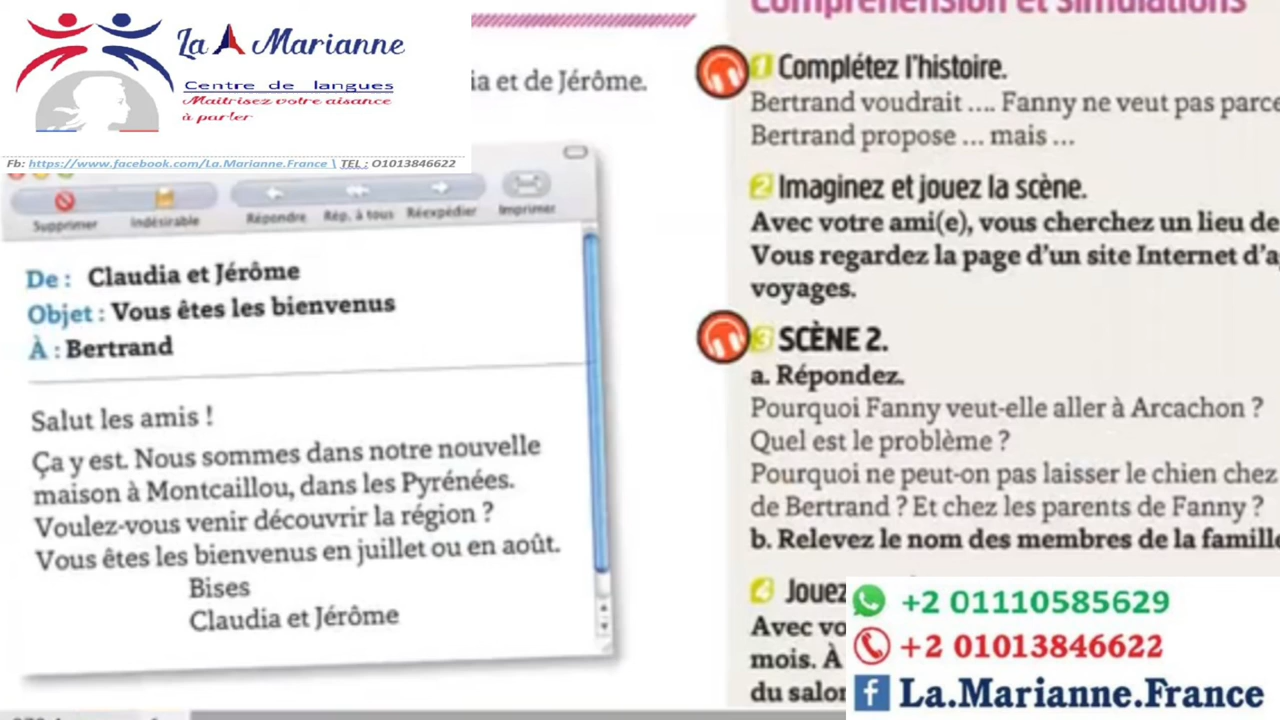 La Marianne
Centre de langues
Maîtrisez votre aisance
à parler
Fb: https://www.facebook.com/La.Marianne.France \ TEL : 01013846622
ia et de Jérôme.
Supprimer Indésirable Répondre Rép. à tous Réexpédier Imprimer
De : Claudia et Jérôme
Objet : Vous êtes les bienvenus
À : Bertrand
Salut les amis !
Ça y est. Nous sommes dans notre nouvelle
maison à Montcaillou, dans les Pyrénées.
Voulez-vous venir découvrir la région ?
Vous êtes les bienvenus en juillet ou en août.
Bises
Claudia et Jérôme
Compréhension et simulations
1 Complétez l'histoire.
Bertrand voudrait .... Fanny ne veut pas parce
Bertrand propose ... mais ...
2 Imaginez et jouez la scène.
Avec votre ami(e), vous cherchez un lieu de
Vous regardez la page d'un site Internet d'a
voyages.
3 SCÈNE 2.
a. Répondez.
Pourquoi Fanny veut-elle aller à Arcachon ?
Quel est le problème ?
Pourquoi ne peut-on pas laisser le chien chez
de Bertrand ? Et chez les parents de Fanny ?
b. Relevez le nom des membres de la famille
4 Jouez
Avec vo
mois. À
du salon
+2 01110585629
+2 01013846622
La.Marianne.France